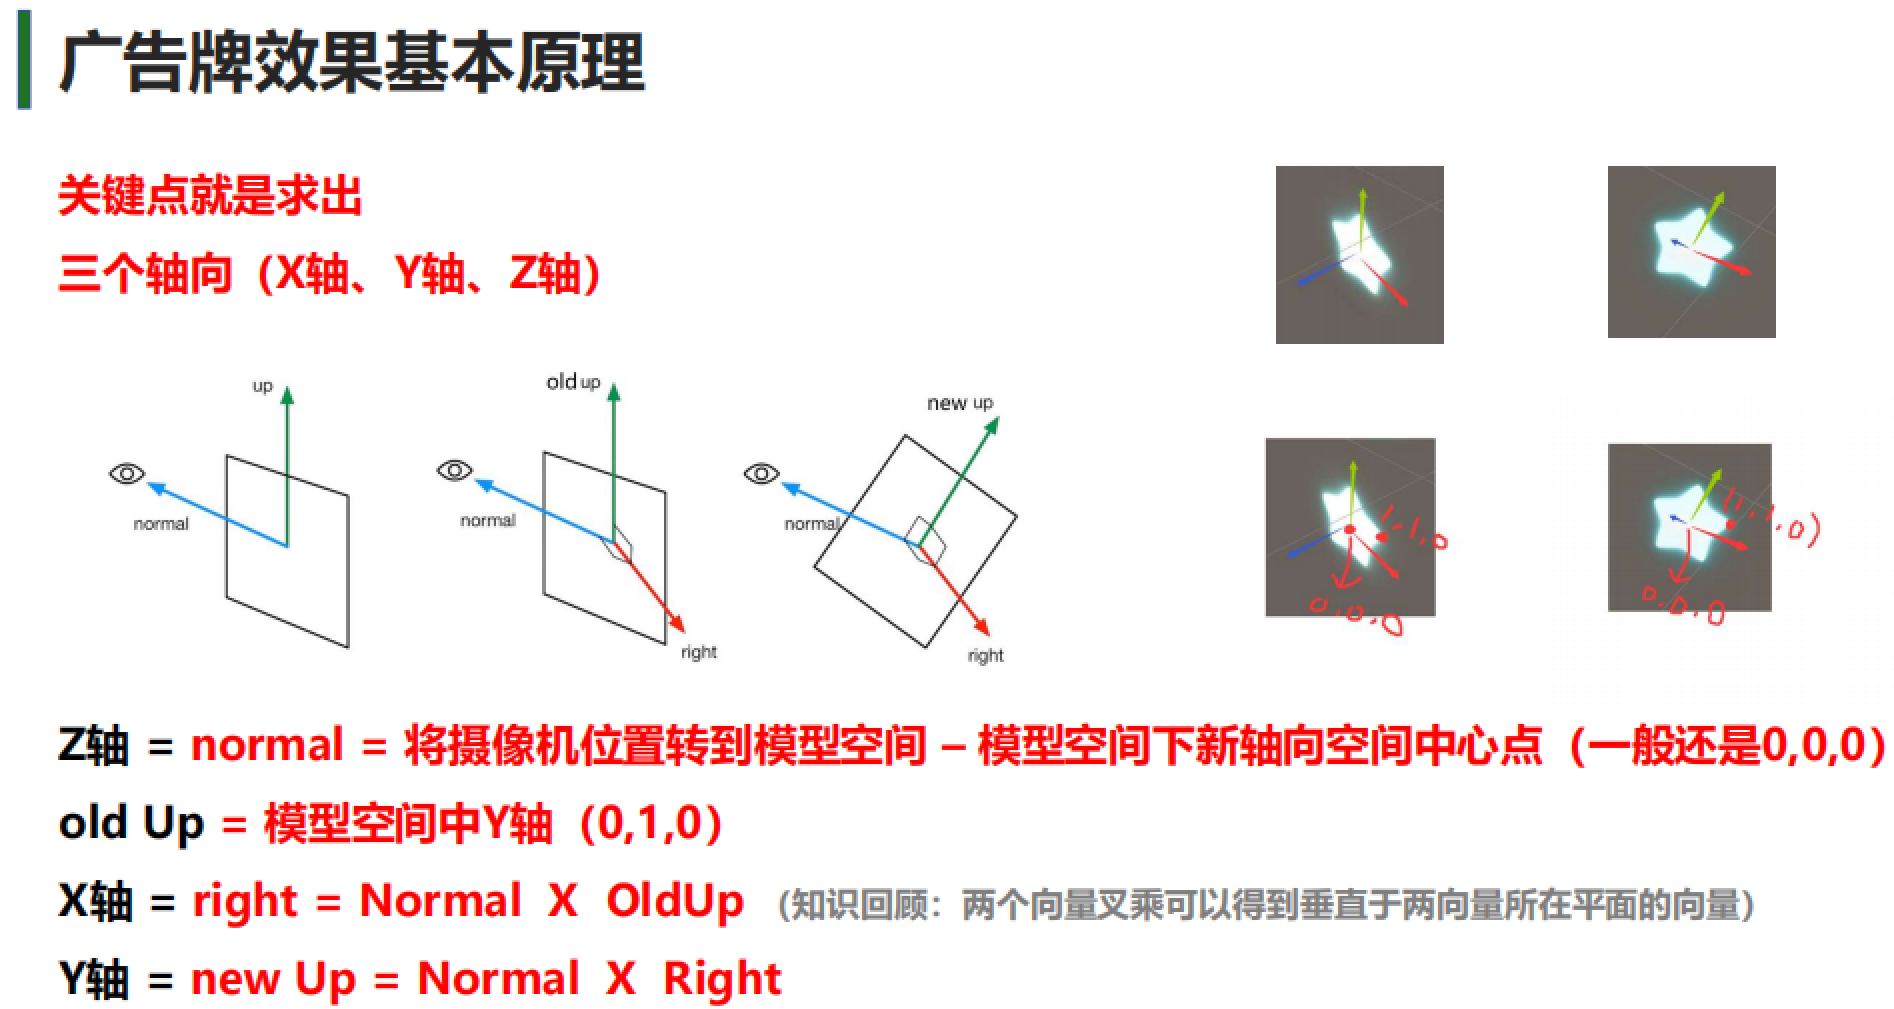 广告牌效果基本原理
关键点就是求出
三个轴向（X轴、Y轴、Z轴）
up
normal
old up
normal
right
new up
normal
right
1,1,0
0,0,0
(1,1,0)
0,0,0
Z轴 = normal = 将摄像机位置转到模型空间 – 模型空间下新轴向空间中心点（一般还是0,0,0）
old Up = 模型空间中Y轴（0,1,0）
X轴 = right = Normal X OldUp （知识回顾：两个向量叉乘可以得到垂直于两向量所在平面的向量）
Y轴 = new Up = Normal X Right